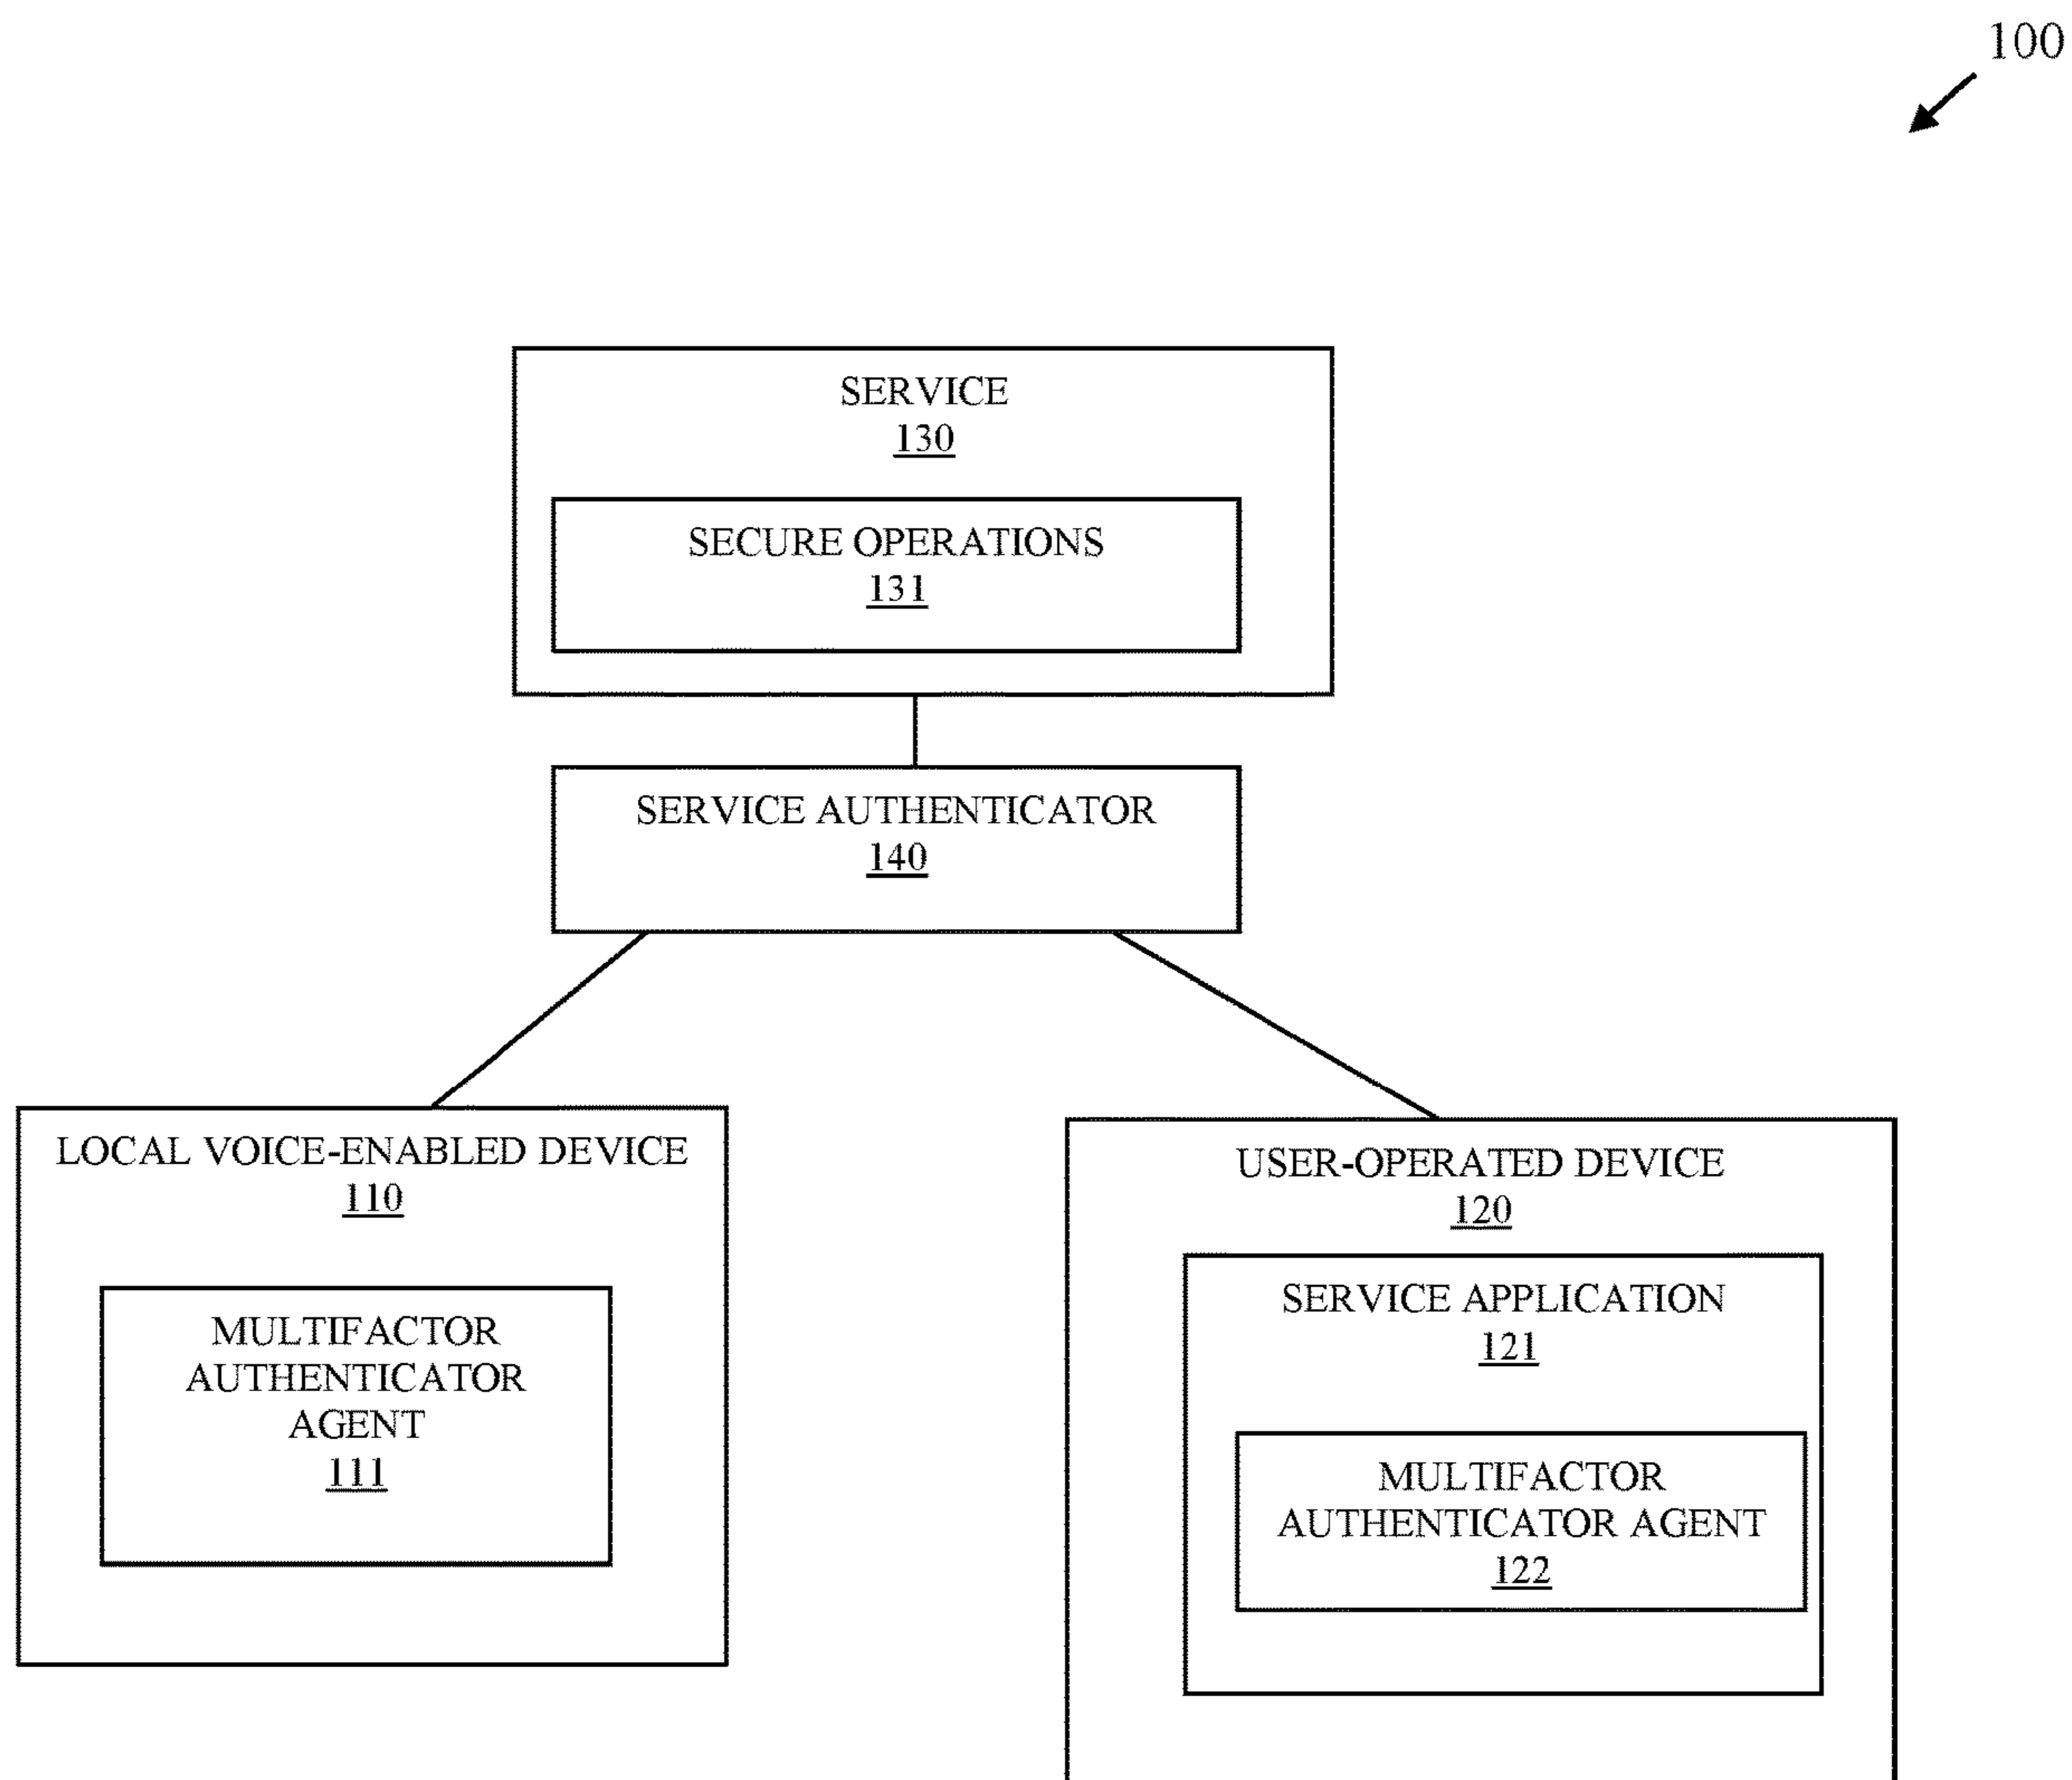 100
SERVICE
130
SECURE OPERATIONS
131
SERVICE AUTHENTICATOR
140
LOCAL VOICE-ENABLED DEVICE
110
MULTIFACTOR
AUTHENTICATOR
AGENT
111
USER-OPERATED DEVICE
120
SERVICE APPLICATION
121
MULTIFACTOR
AUTHENTICATOR AGENT
122